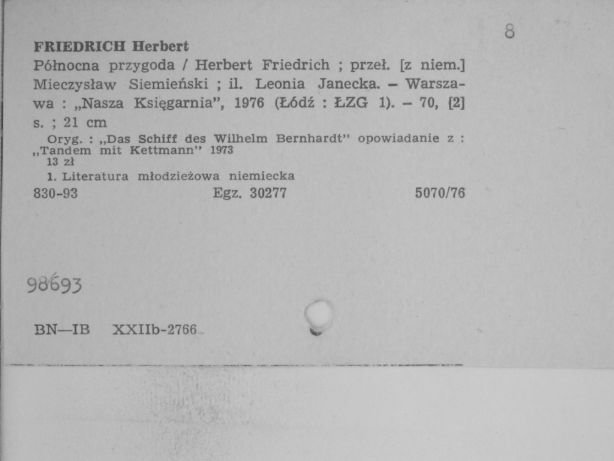 8
FRIEDRICH Herbert
Północna przygoda / Herbert Friedrich ; przeł. [z niem.]
Mieczysław Siemieński ; il. Leonia Janecka. — Warsza-
wa : „Nasza Księgarnia”, 1976 (Łódź : ŁZG 1). — 70, [2]
s. ; 21 cm
Oryg. : „Das Schiff des Wilhelm Bernhardt” opowiadanie z :
„Tandem mit Kettmann” 1973
13 zł
1. Literatura młodzieżowa niemiecka
830-93 Egz. 30277 5070/76
98693
BN—IB XXIIb-2766